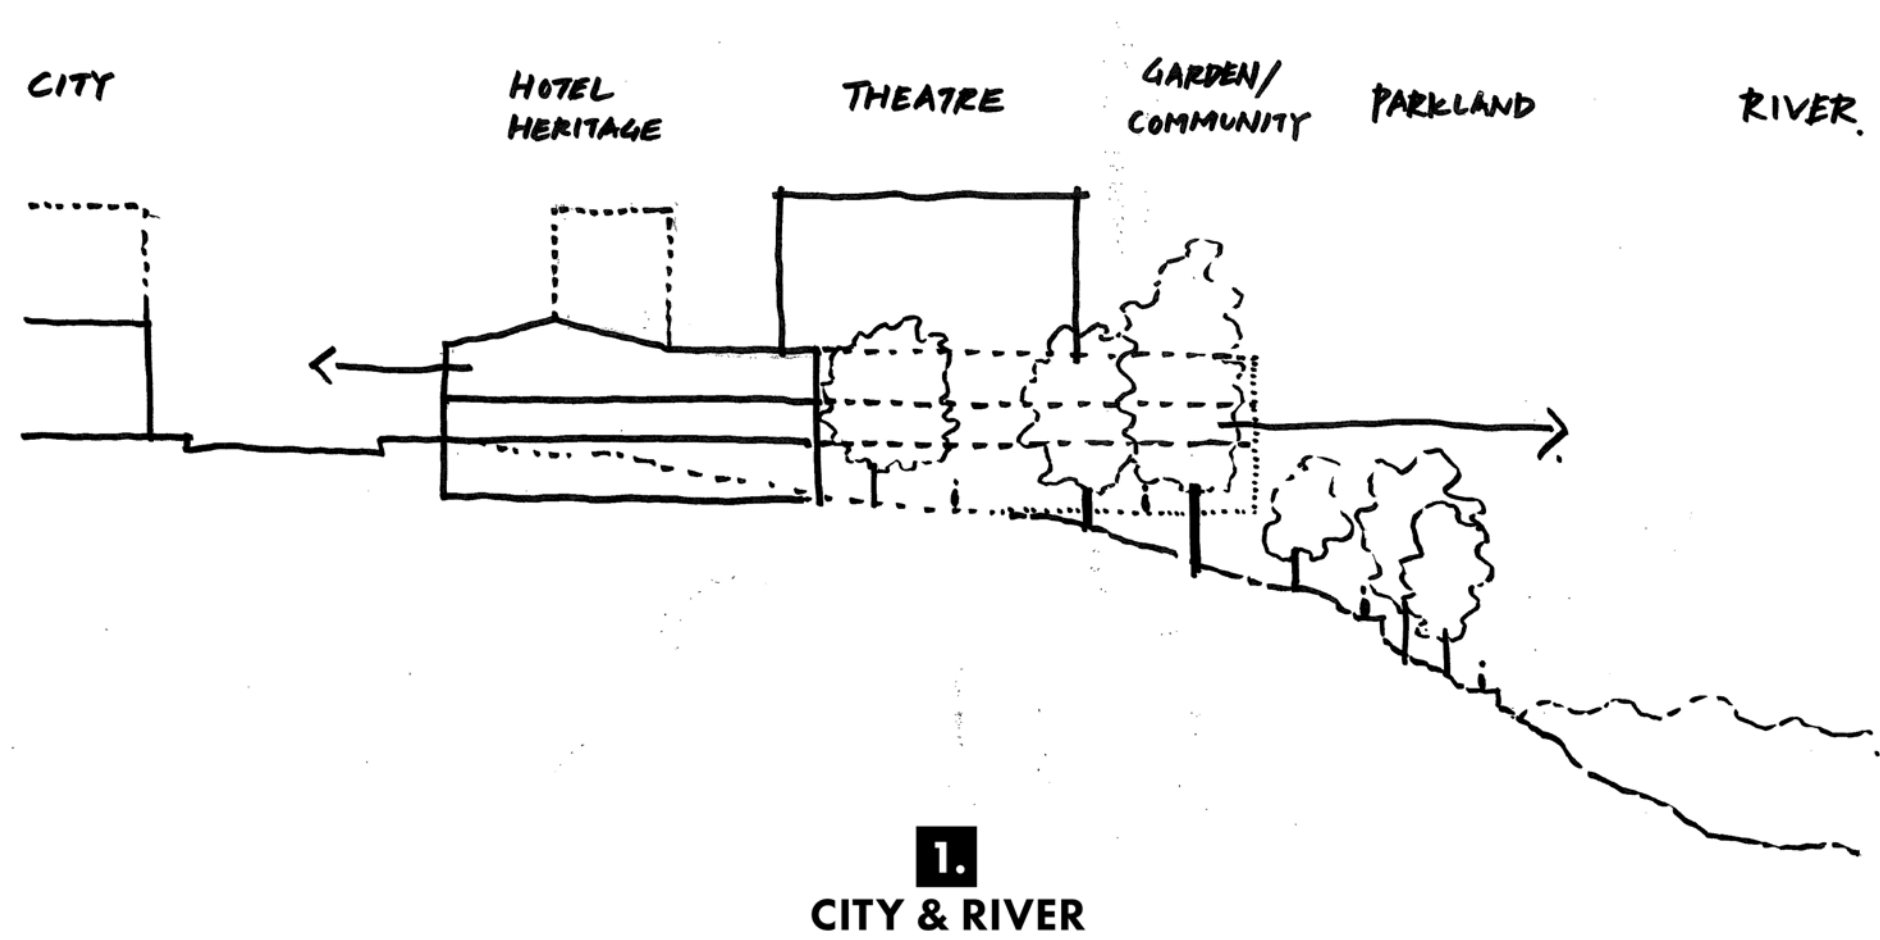 CITY
HOTEL
HERITAGE
THEATRE
GARDEN/
COMMUNITY
PARKLAND
RIVER.
1.
CITY & RIVER